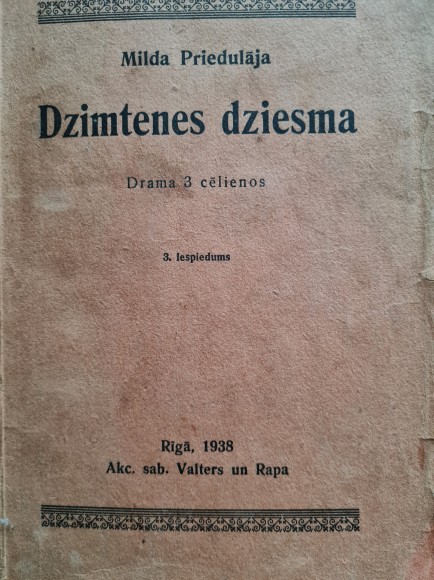 Milda Priedulāja
Dzimtenes dziesma
Drama 3 cēlienos
3. Iespiedums
Rīgā, 1938
Akc. sab. Valters un Rapa